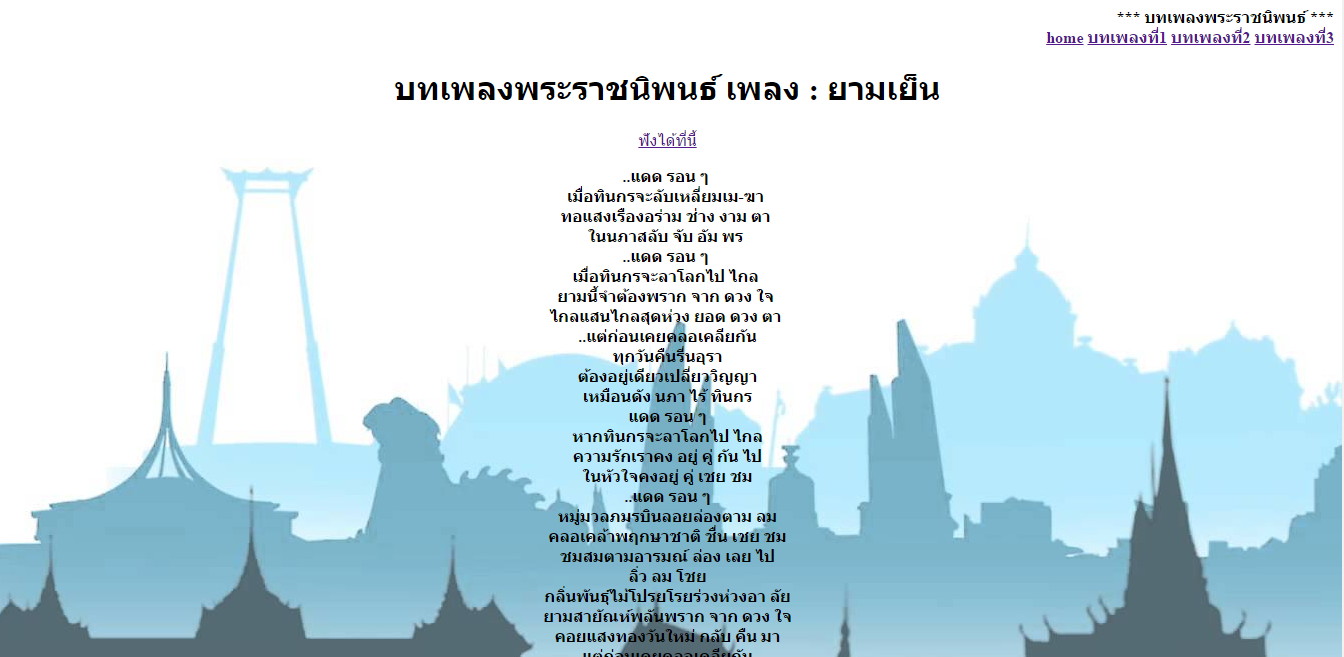 *** บทเพลงพระราชนิพนธ์ ***
home บทเพลงที่1 บทเพลงที่2 บทเพลงที่3
บทเพลงพระราชนิพนธ์ เพลง : ยามเย็น
ฟังได้ที่นี้
..แดด รอน ๆ
เมื่อทินกรจะลับเหลี่ยมเม-ฆา
ทอแสงเรืองอร่าม ช่าง งาม ตา
ในนภาสลับ จับ อัม พร
..แดด รอน ๆ
เมื่อทินกรจะลาโลกไป ไกล
ยามนี้จำต้องพราก จาก ดวง ใจ
ไกลแสนไกลสุดห่วง ยอด ดวง ตา
..แต่ก่อนเคยคลอเคลียกัน
ทุกวันคืนรื่นอุรา
ต้องอยู่เดียวเปลี่ยววิญญา
เหมือนดัง นภา ไร้ ทินกร
แดด รอน ๆ
หากทินกรจะลาโลกไป ไกล
ความรักเราคง อยู่ คู่ กัน ไป
ในหัวใจคงอยู่ คู่ เชย ชม
..แดด รอน ๆ
หมู่มวลภมรบินลอยล่องตาม ลม
คลอเคล้าพฤกษาชาติ ชื่น เชย ชม
ชมสมตามอารมณ์ ล่อง เลย ไป
ลิ่ว ลม โชย
กลิ่นพันธุ์ไม้โปรยโรยร่วงห่วงอา ลัย
ยามสายัณห์พลันพราก จาก ดวง ใจ
คอยแสงทองวันใหม่ กลับ คืน มา
แต่ก่อนเคยคลอเคลียกัน